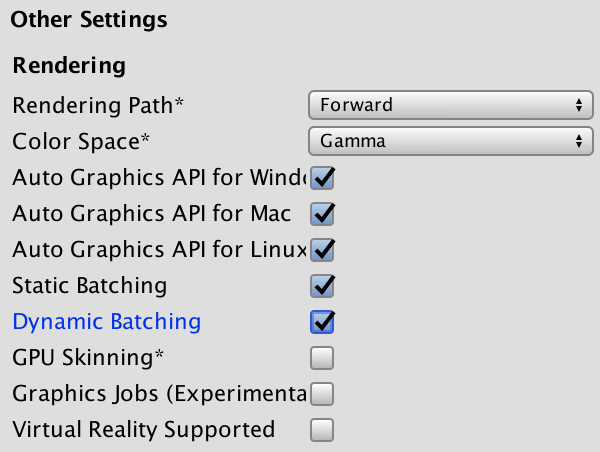 Other Settings
Rendering
Rendering Path* Forward
Color Space* Gamma
Auto Graphics API for Windo
Auto Graphics API for Mac
Auto Graphics API for Linux
Static Batching
Dynamic Batching
GPU Skinning*
Graphics Jobs (Experimenta
Virtual Reality Supported